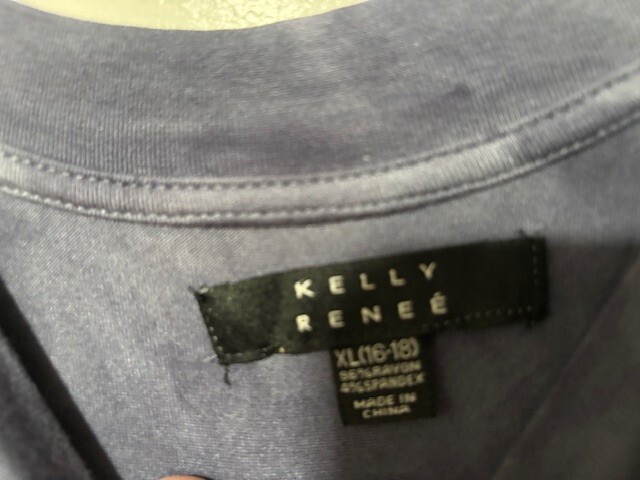 KELLY
RENEÉ
XL(16-18)
96%RAYON
4%SPANDEX
MADE IN
CHINA